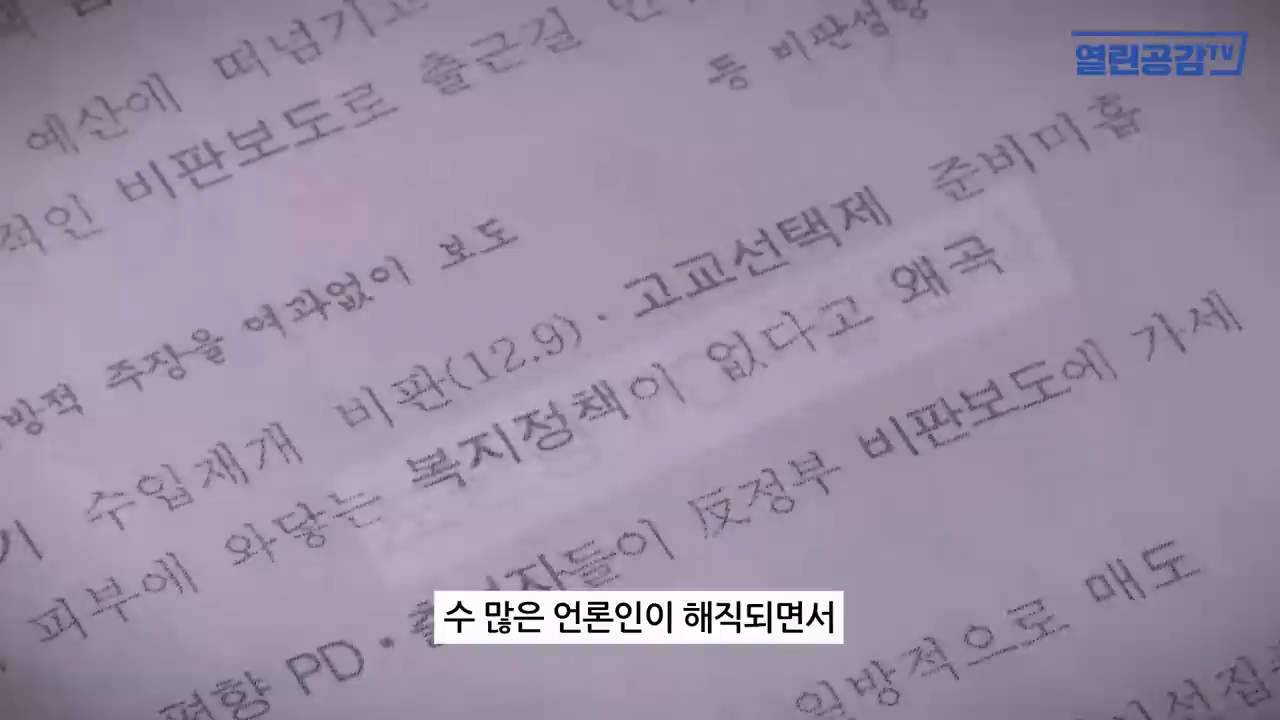 열린공감TV
예산에 떠넘기고
등 비판성향
적인 비판보도로 출근길
방적 주장을 여과없이 보도
기 수입재개 비판(12.9)·고교선택제 준비미흡
피부에 와닿는 복지정책이 없다고 왜곡
편향 PD· 들이 反정부 비판보도에 가세
일방적으로 매도
수 많은 언론인이 해직되면서